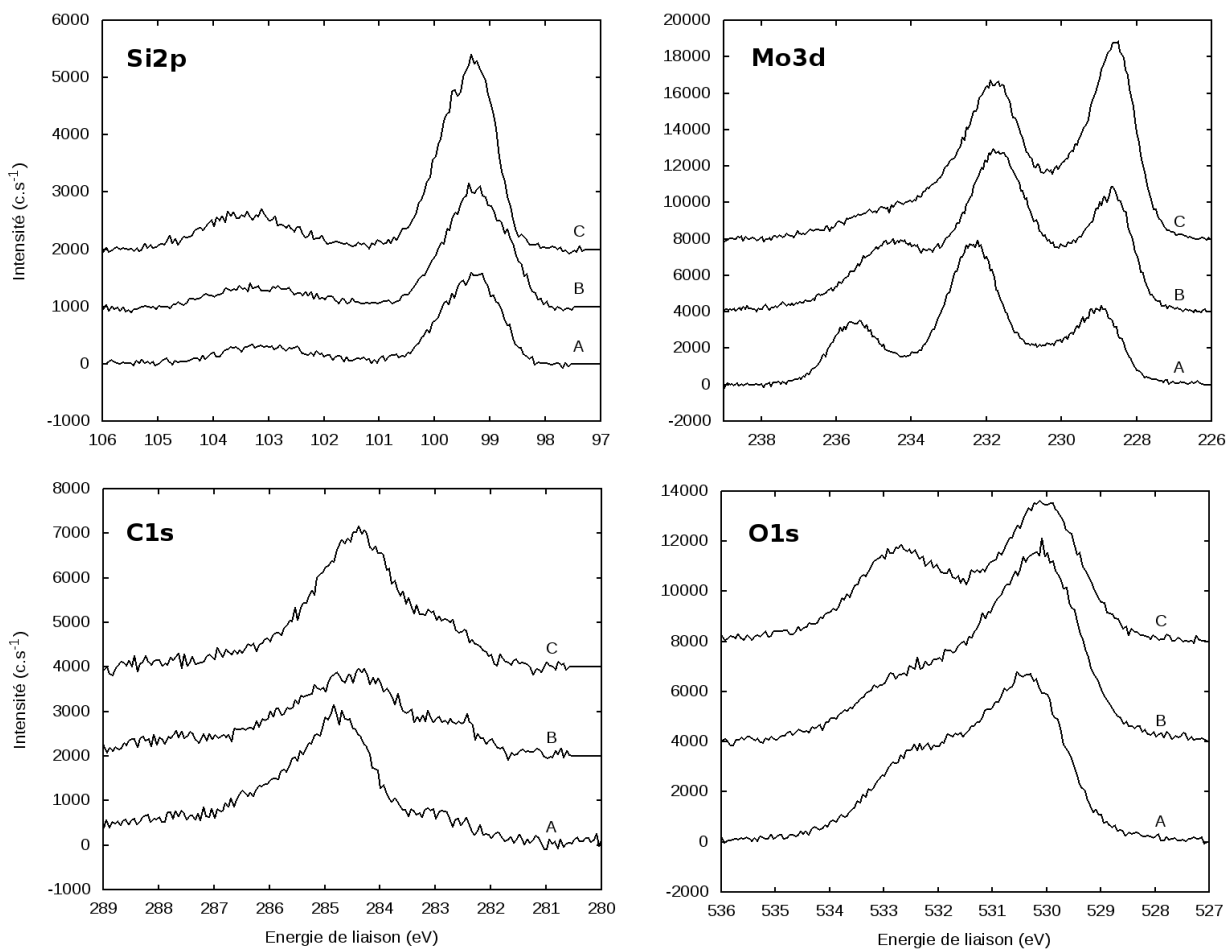 Si2p
Intensité (c.s-1)
6000
5000
4000
3000
2000
1000
0
-1000
C
B
A
106 105 104 103 102 101 100 99 98 97
Mo3d
20000
18000
16000
14000
12000
10000
8000
6000
4000
2000
0
-2000
C
B
A
238 236 234 232 230 228 226
C1s
Intensité (c.s-1)
8000
7000
6000
5000
4000
3000
2000
1000
0
-1000
C
B
A
289 288 287 286 285 284 283 282 281 280
Energie de liaison (eV)
O1s
14000
12000
10000
8000
6000
4000
2000
0
-2000
C
B
A
536 535 534 533 532 531 530 529 528 527
Energie de liaison (eV)